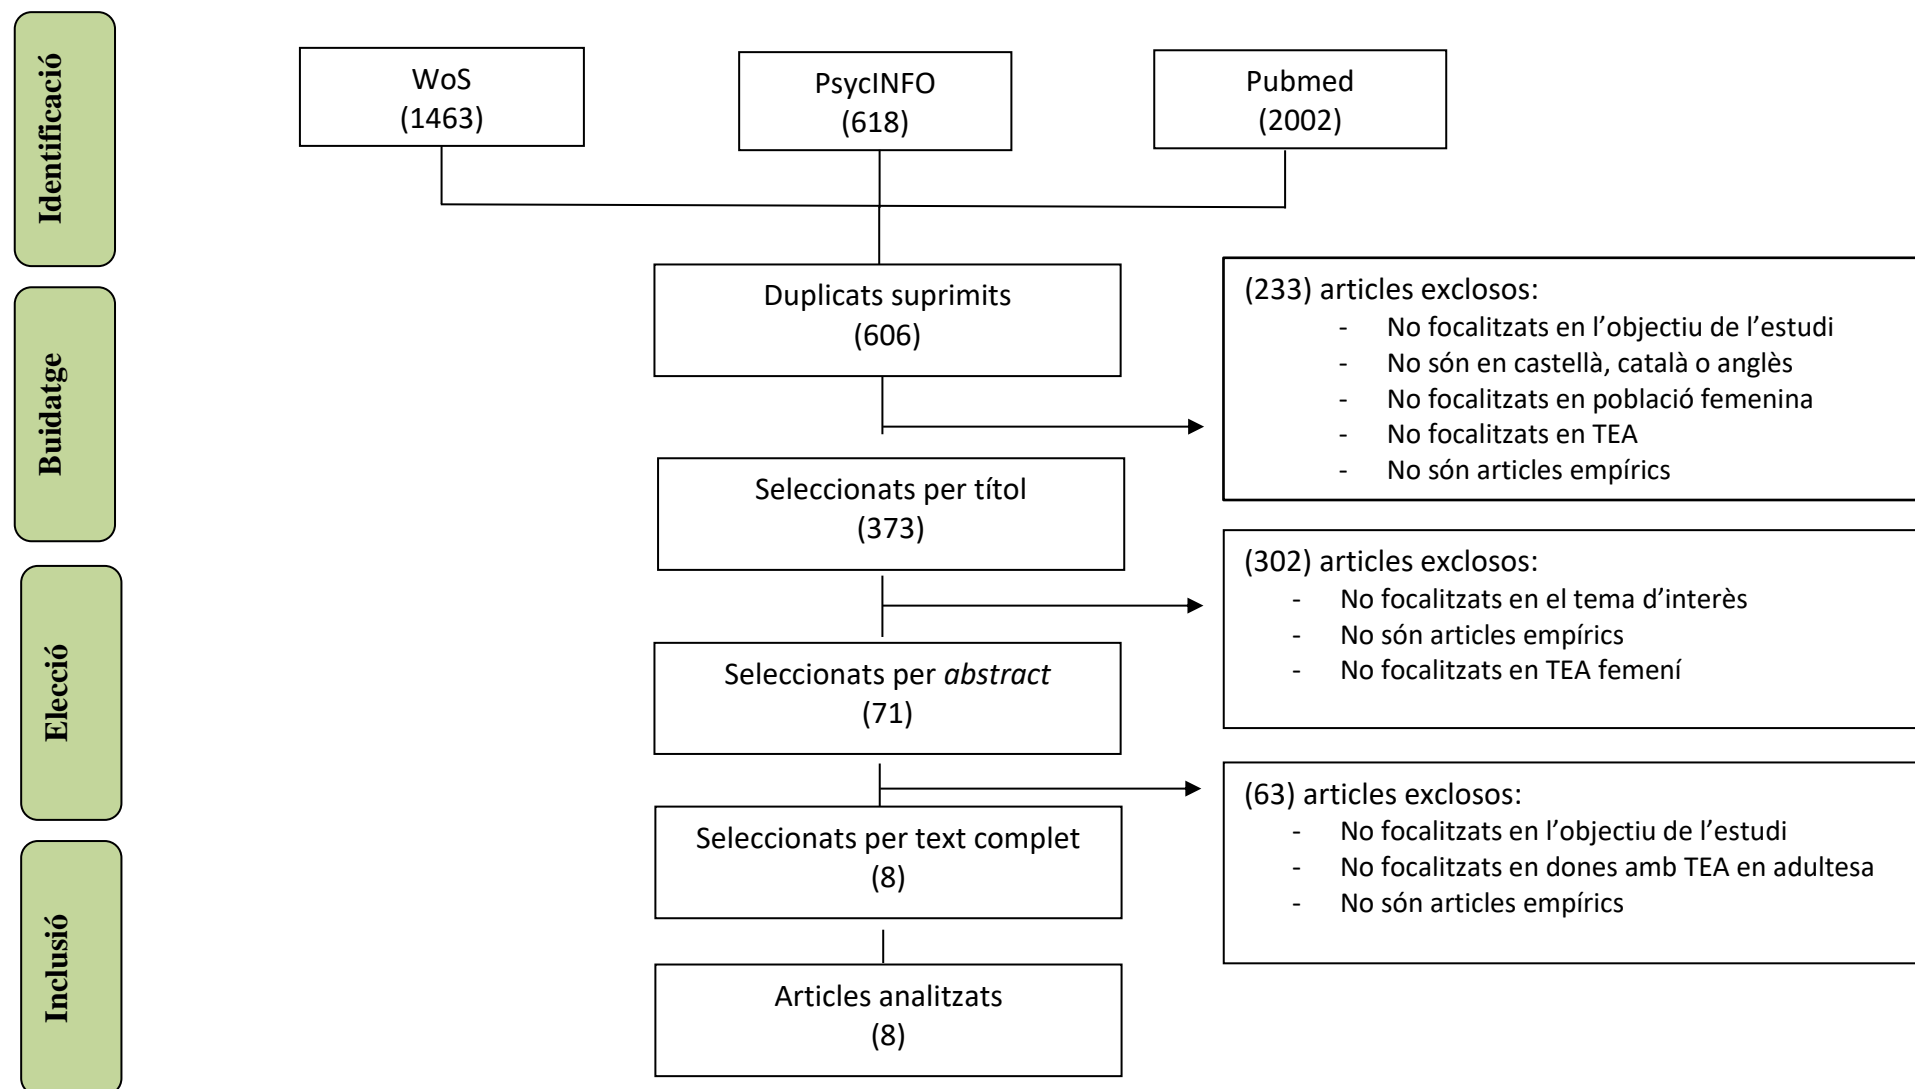 Identificació
WoS
(1463)
PsycINFO
(618)
Pubmed
(2002)
Buidatge
Duplicats suprimits
(606)
(233) articles exclosos:
- No focalitzats en l’objectiu de l’estudi
- No són en castellà, català o anglès
- No focalitzats en població femenina
- No focalitzats en TEA
- No són articles empírics
Seleccionats per títol
(373)
(302) articles exclosos:
- No focalitzats en el tema d’interès
- No són articles empírics
- No focalitzats en TEA femení
Elecció
Seleccionats per abstract
(71)
(63) articles exclosos:
- No focalitzats en l’objectiu de l’estudi
- No focalitzats en dones amb TEA en adultesa
- No són articles empírics
Seleccionats per text complet
(8)
Inclusió
Articles analitzats
(8)